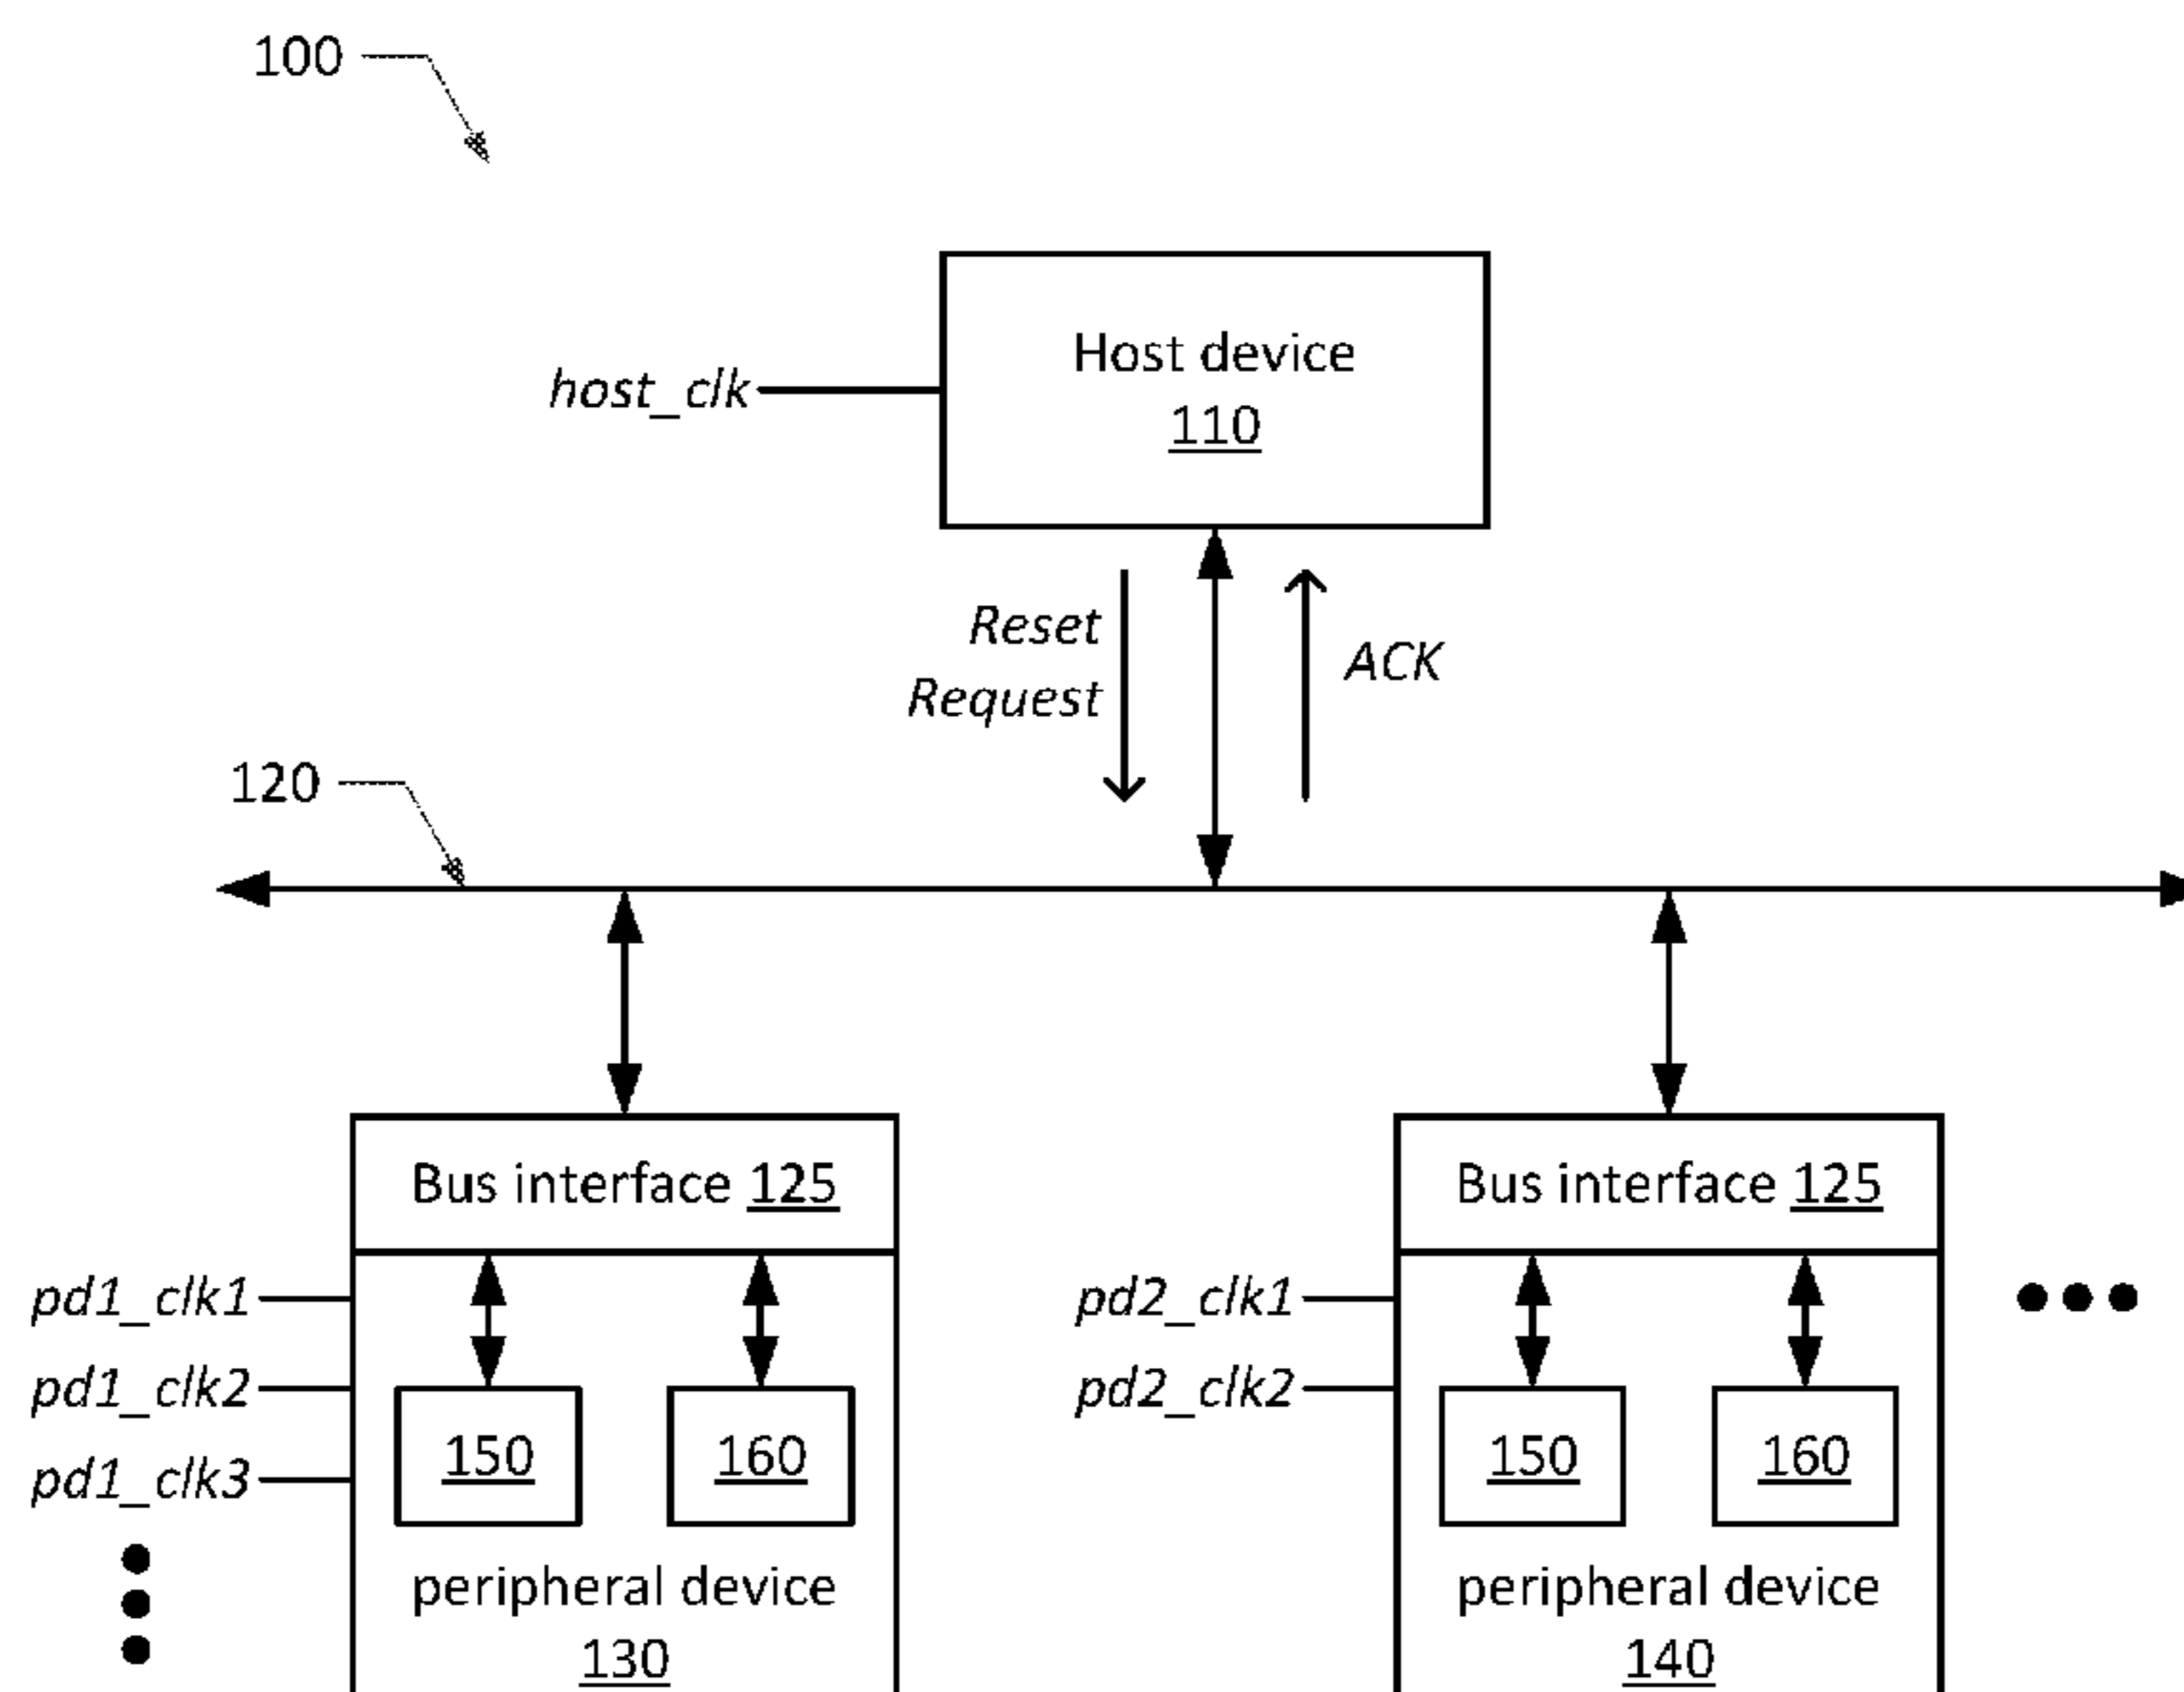 100
Host device
host_clk
110
Reset
Request
ACK
120
Bus interface 125
Bus interface 125
pd1_clk1
pd1_clk2
pd1_clk3
pd2_clk1
pd2_clk2
150
160
150
160
peripheral device
130
peripheral device
140